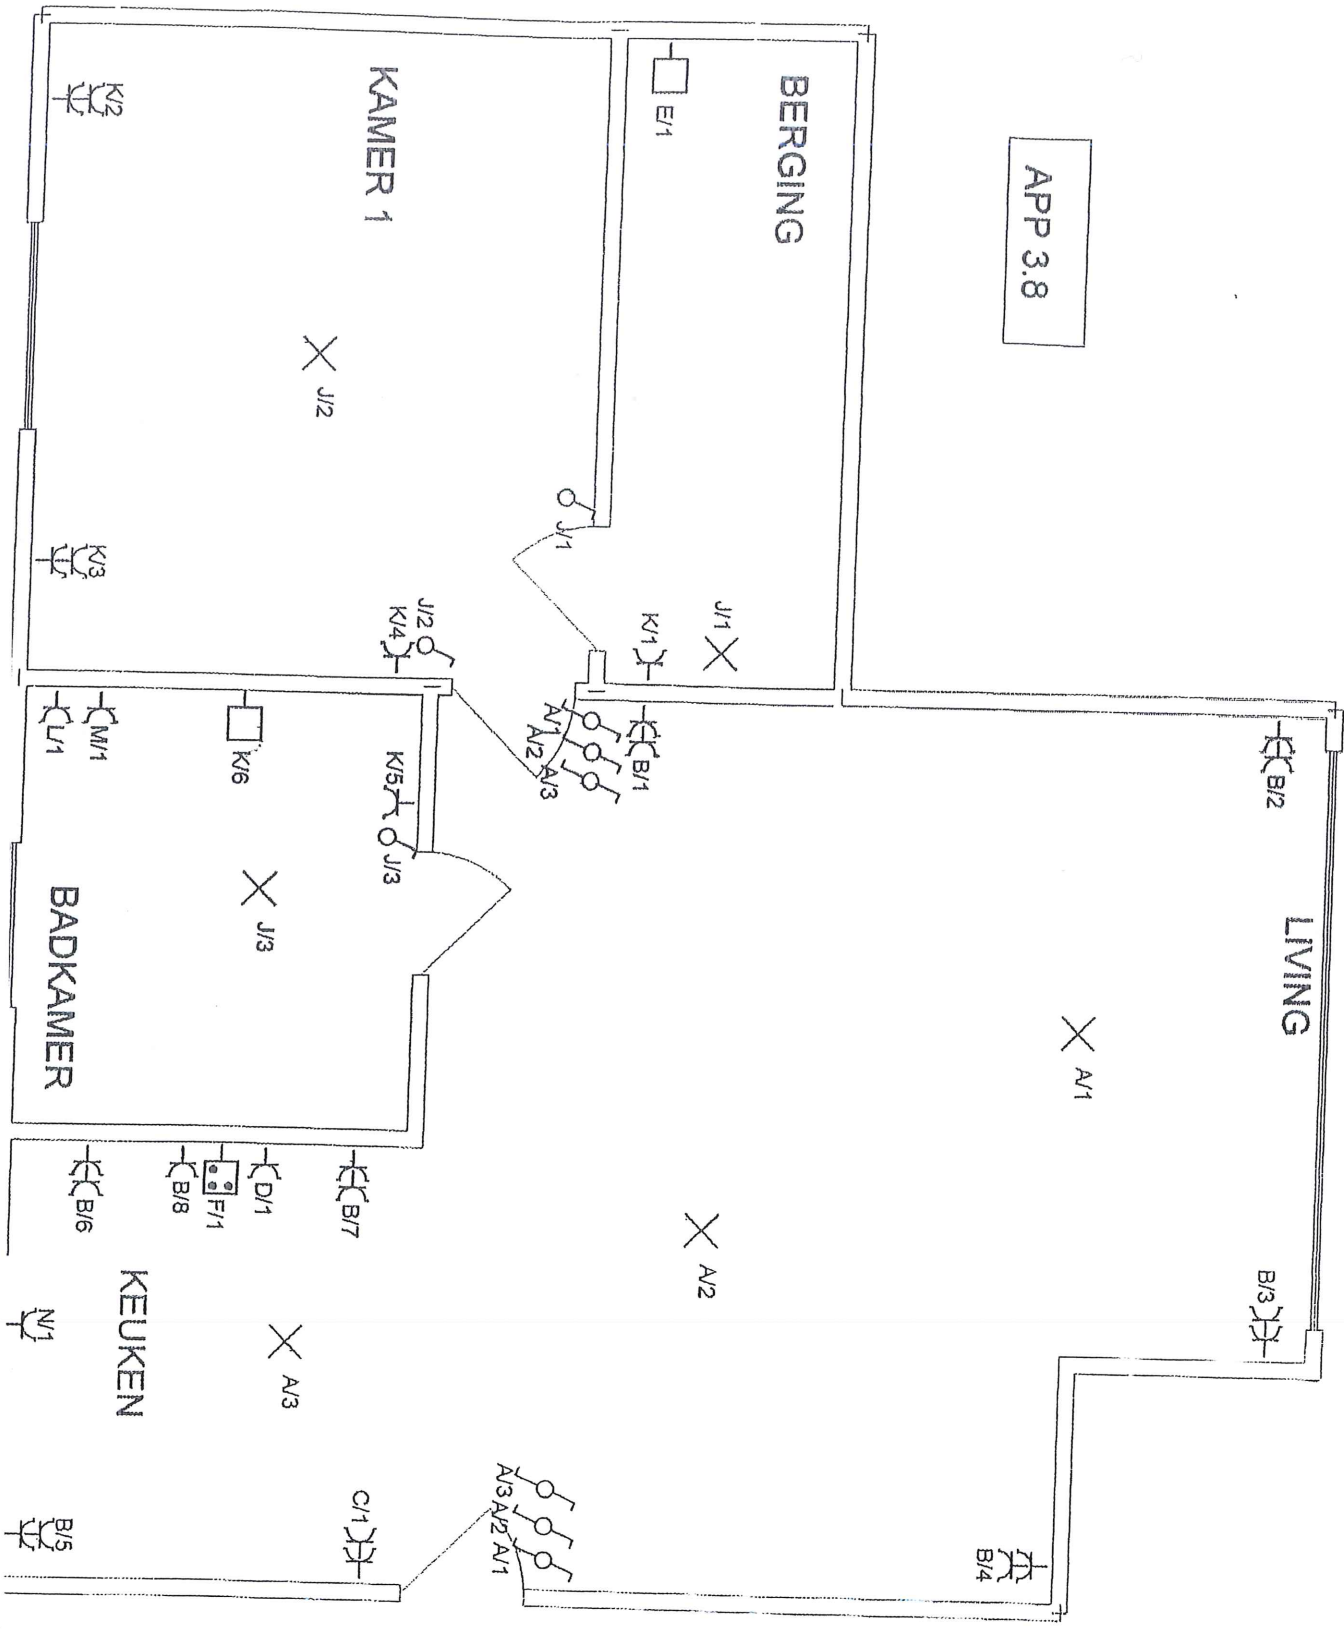 APP 3.8
BERGING
E/1
J/1
K/1
KAMER 1
K/2
J/2
J/1
K/3
J/2
K/4
LIVING
B/2
B/1
A/1
A/2
A/3
A/1
A/2
B/3
B/4
A/3
A/2
A/1
BADKAMER
L/1
M/1
K/6
K/5
J/3
J/3
KEUKEN
B/6
B/8
F/1
D/1
B/7
N/1
A/3
B/5
C/1